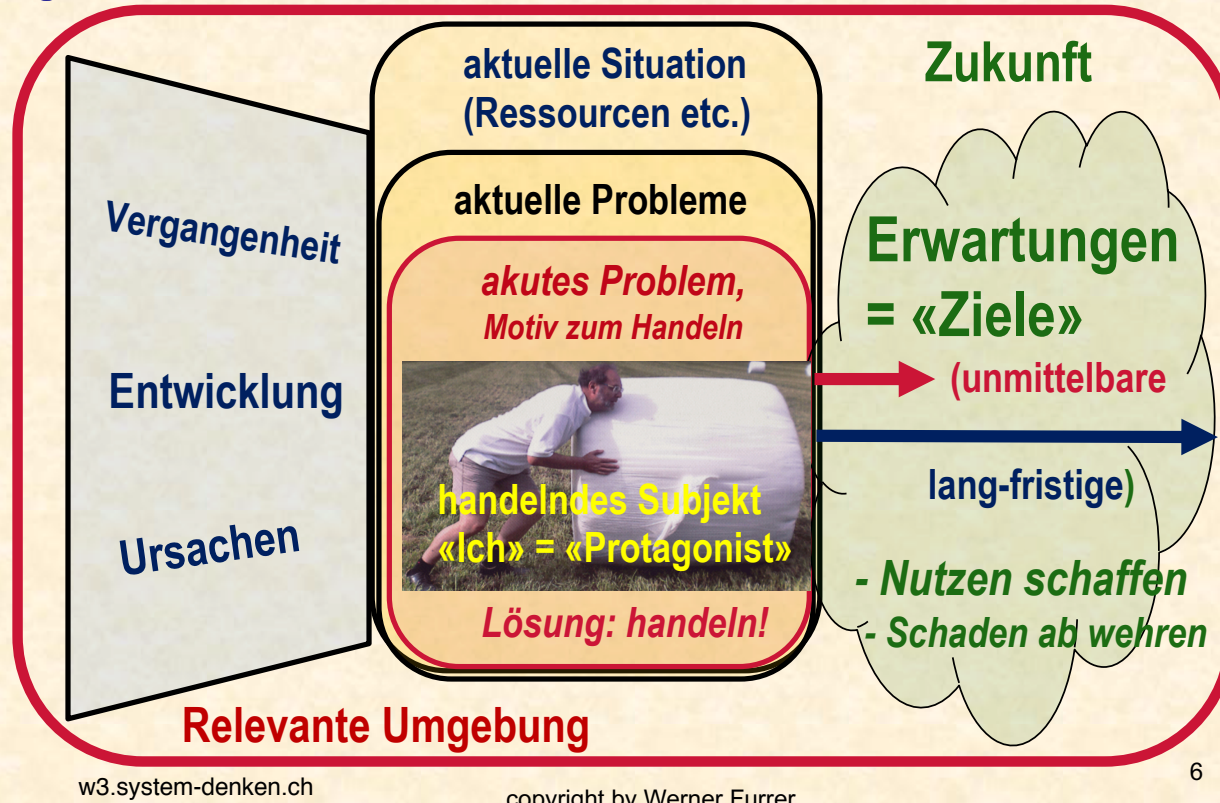 Vergangenheit
Entwicklung
Ursachen
aktuelle Situation
(Ressourcen etc.)
aktuelle Probleme
akutes Problem,
Motiv zum Handeln
handelndes Subjekt
«Ich» = «Protagonist»
Lösung: handeln!
Zukunft
Erwartungen
= «Ziele»
(unmittelbare
lang-fristige)
- Nutzen schaffen
- Schaden ab wehren
Relevante Umgebung
w3.system-denken.ch
copyright by Werner Furrer
6